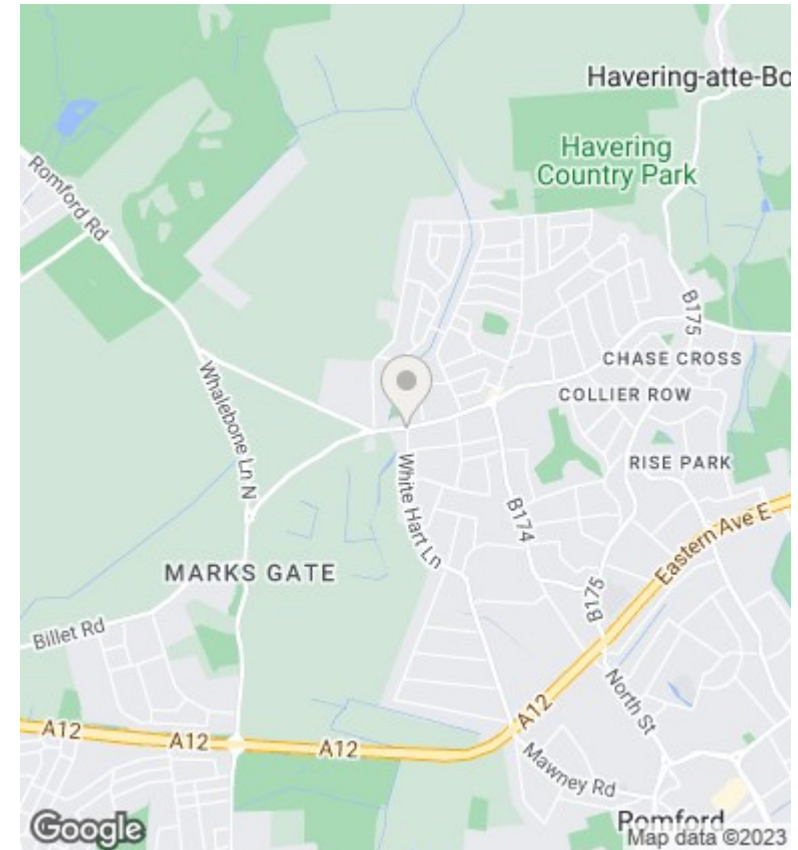 Havering-atte-Bo
Havering
Country Park
Romford Rd
B175
CHASE CROSS
COLLIER ROW
Whalebone Ln N
RISE PARK
White Hart Ln
B174
Eastern Ave E
MARKS GATE
B175
Billet Rd
North St
A12
A12
A12
A12
Mawney Rd
Romford
Google
Map data ©2023